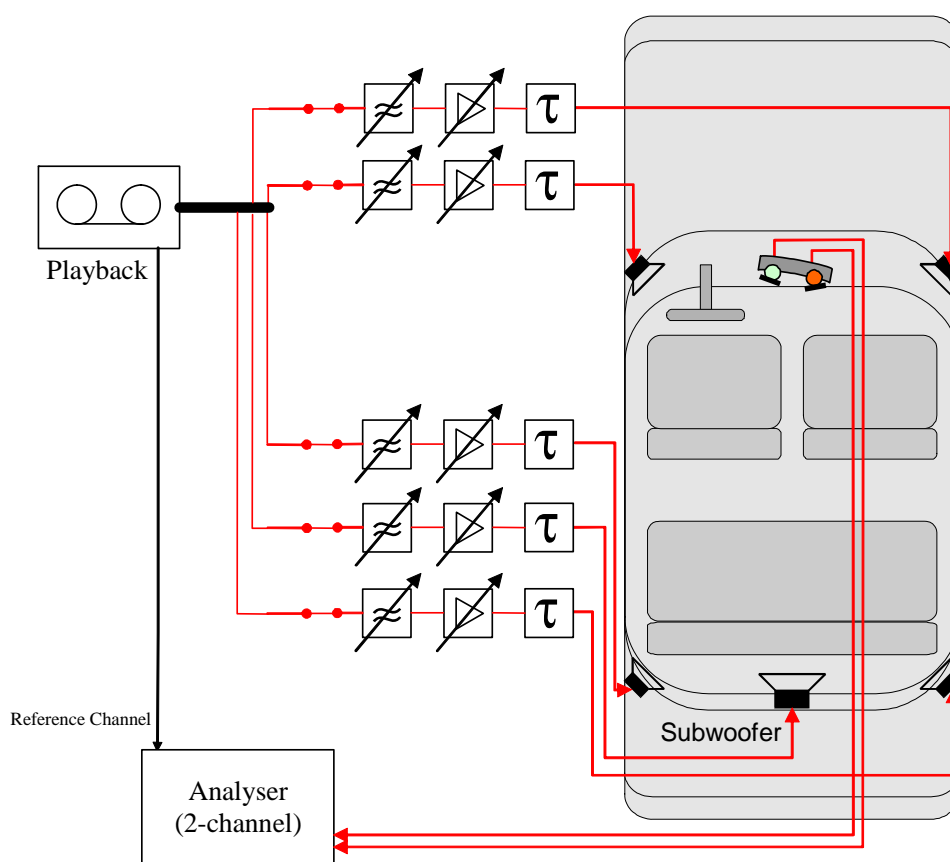 τ
τ
Playback
τ
τ
τ
Reference Channel
Subwoofer
Analyser
(2-channel)